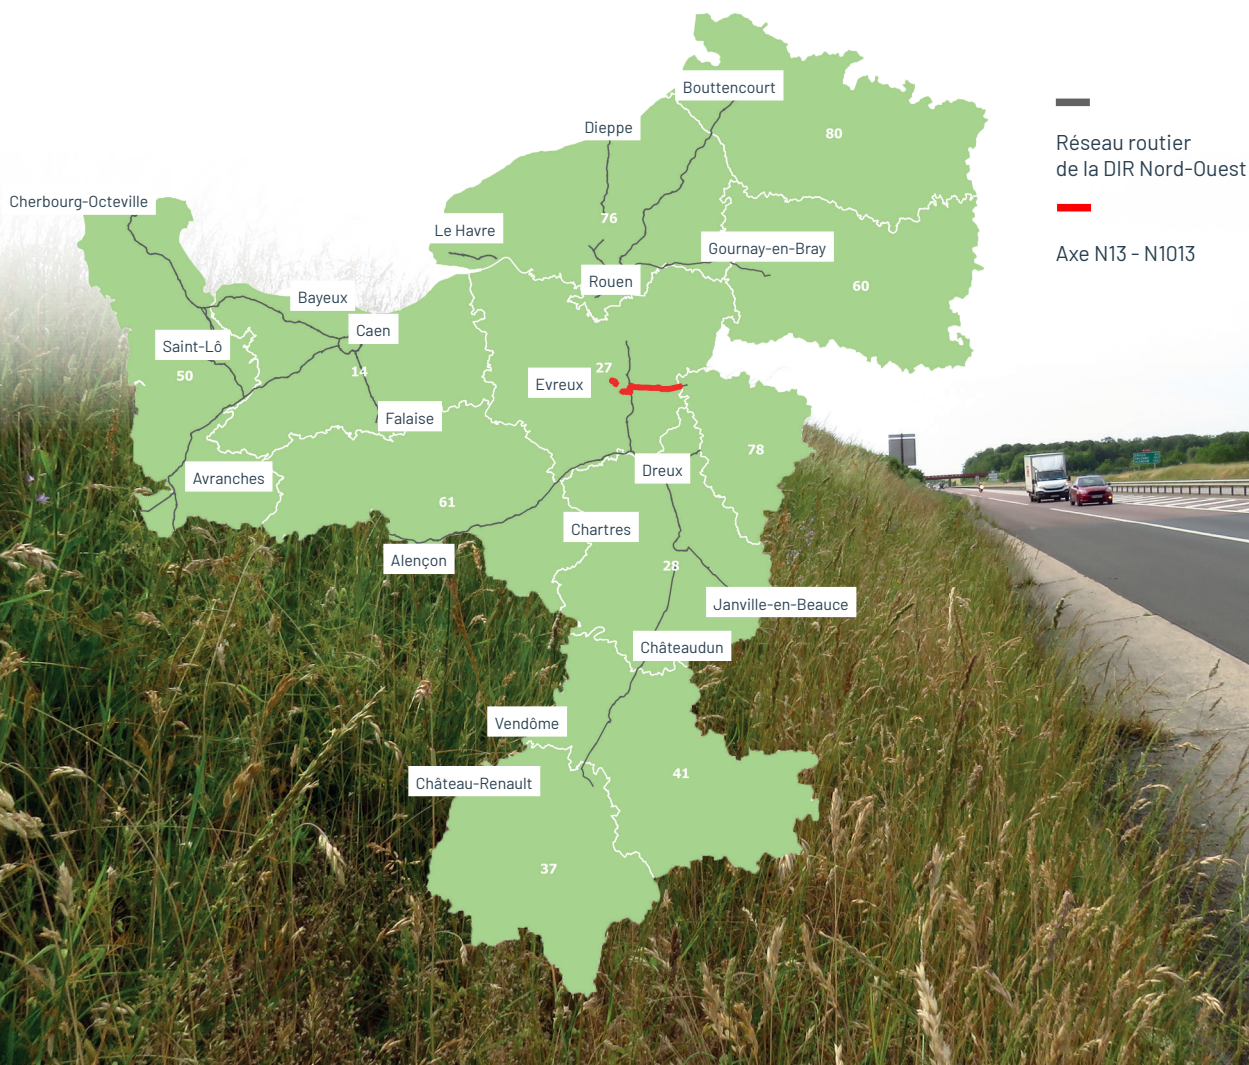 Bouttencourt
Dieppe
80
Réseau routier
de la DIR Nord-Ouest
Axe N13 - N1013
Cherbourg-Octeville
76
Le Havre
Gournay-en-Bray
Rouen
60
Bayeux
Caen
Saint-Lô
50
14
27
Evreux
Falaise
78
Dreux
Avranches
61
Chartres
Alençon
28
Janville-en-Beauce
Châteaudun
Vendôme
41
Château-Renault
37